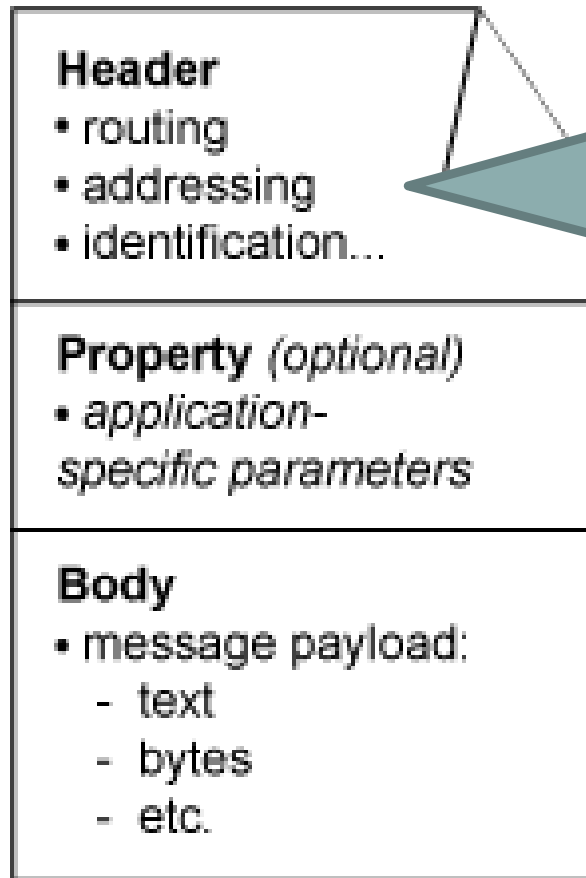 Header
• routing
• addressing
• identification...
Property (optional)
• application-
specific parameters
Body
• message payload:
- text
- bytes
- etc.